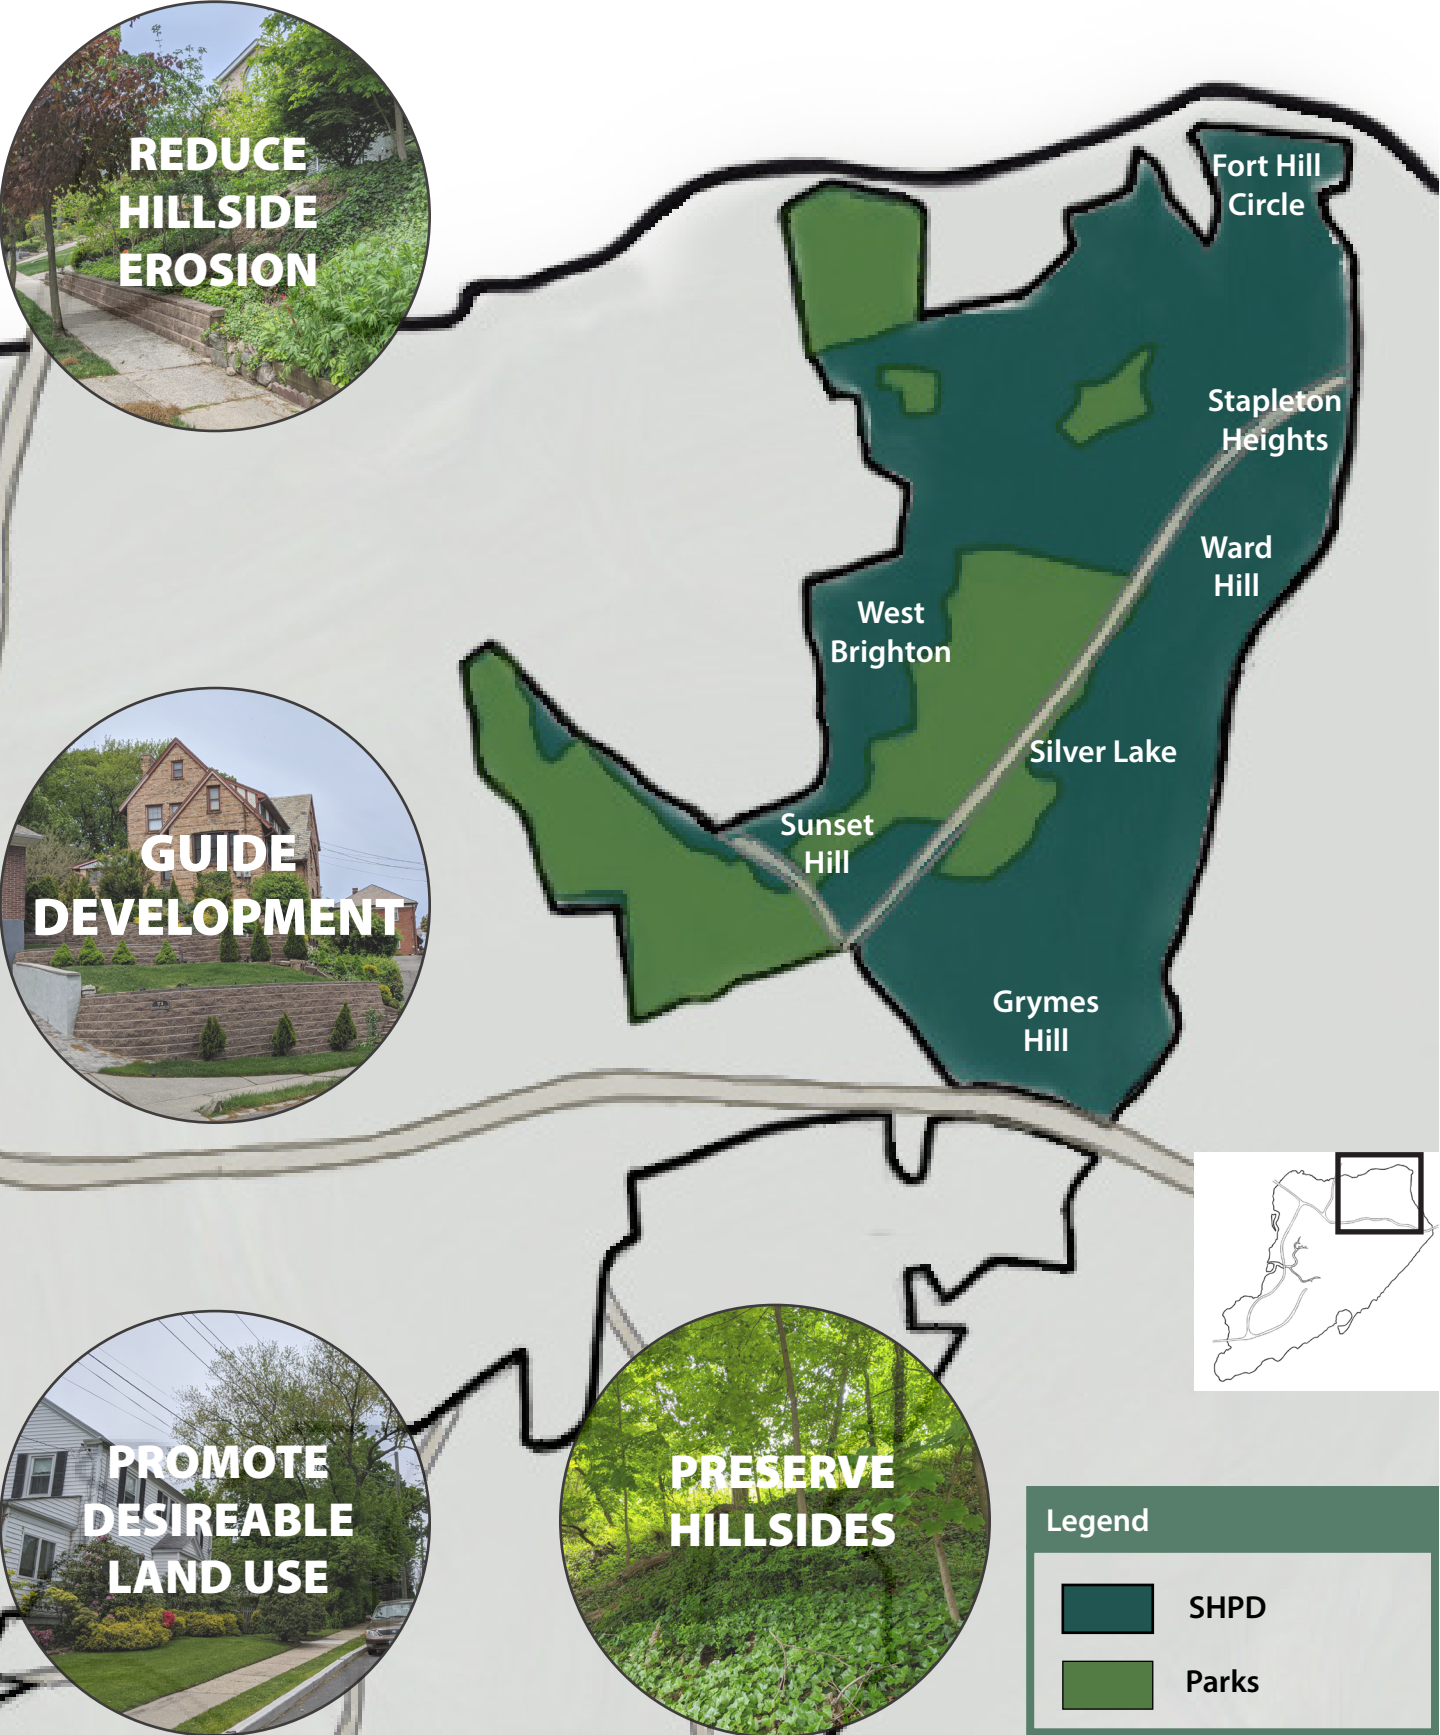 REDUCE
HILLSIDE
EROSION
Fort Hill
Circle
Stapleton
Heights
Ward
Hill
West
Brighton
Silver Lake
Sunset
Hill
GUIDE
DEVELOPMENT
Grymes
Hill
PROMOTE
DESIREABLE
LAND USE
PRESERVE
HILLSIDES
Legend
SHPD
Parks